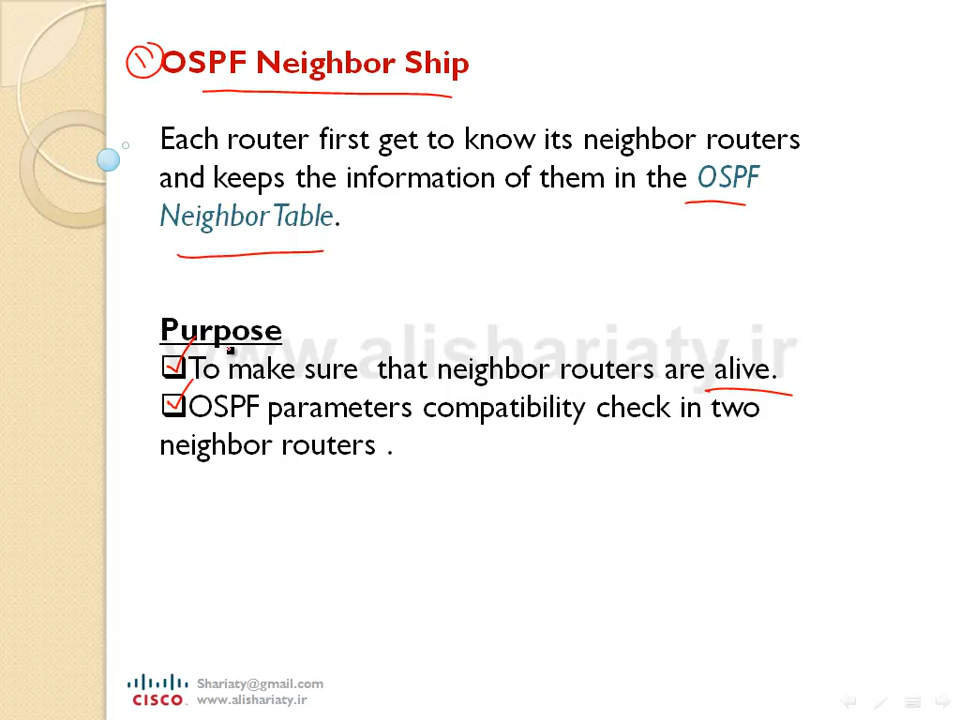 OSPF Neighbor Ship
Each router first get to know its neighbor routers
and keeps the information of them in the OSPF
Neighbor Table.
Purpose
www.alishariaty.ir
To make sure that neighbor routers are alive.
OSPF parameters compatibility check in two
neighbor routers .
CISCO
Shariaty@gmail.com
www.alishariaty.ir